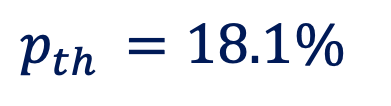 p_th = 18.1%